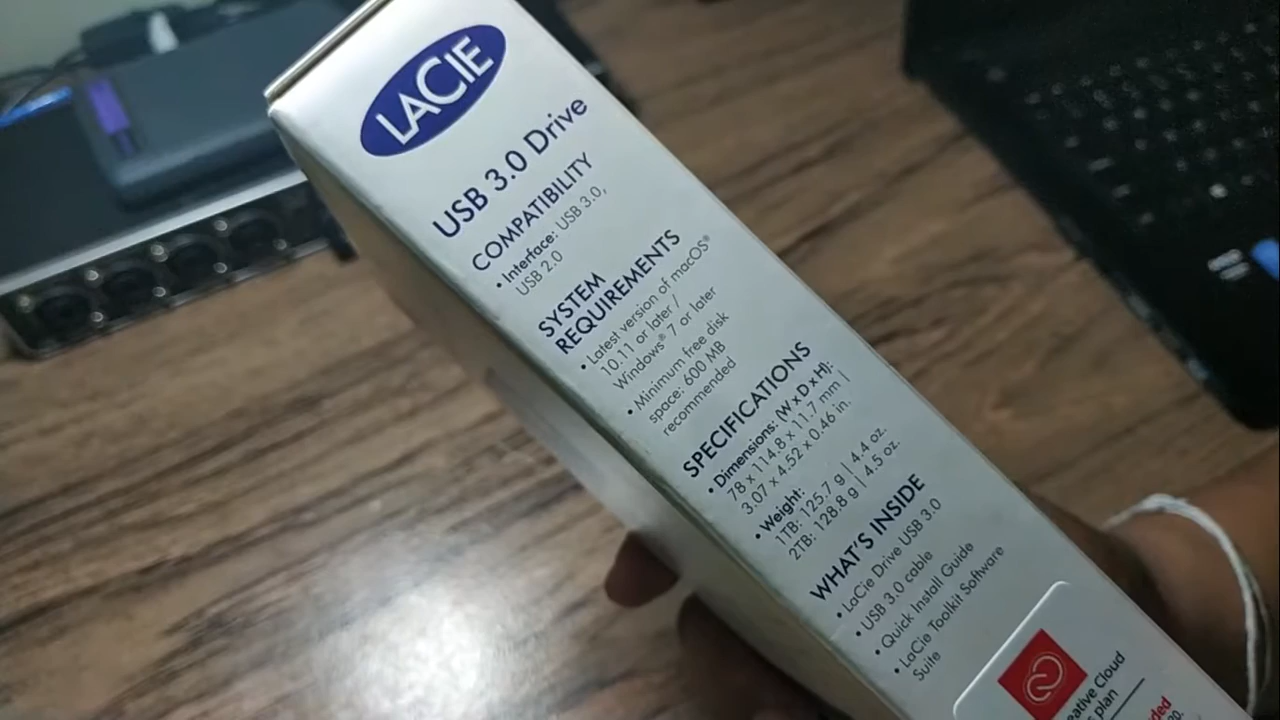 LACIE
USB 3.0 Drive
COMPATIBILITY
• Interface: USB 3.0,
USB 2.0
SYSTEM
REQUIREMENTS
• Latest version of macOS®
10.11 or later /
Windows® 7 or later
• Minimum free disk
space: 600 MB
recommended
SPECIFICATIONS
• Dimensions: (W x D x H):
78 x 114.8 x 11.7 mm |
3.07 x 4.52 x 0.46 in.
• Weight:
1TB: 125.7 g | 4.4 oz.
2TB: 128.8 g | 4.5 oz.
WHAT'S INSIDE
• LaCie Drive USB 3.0
• USB 3.0 cable
• Quick Install Guide
• LaCie Toolkit Software
Suite
Cloud
plan